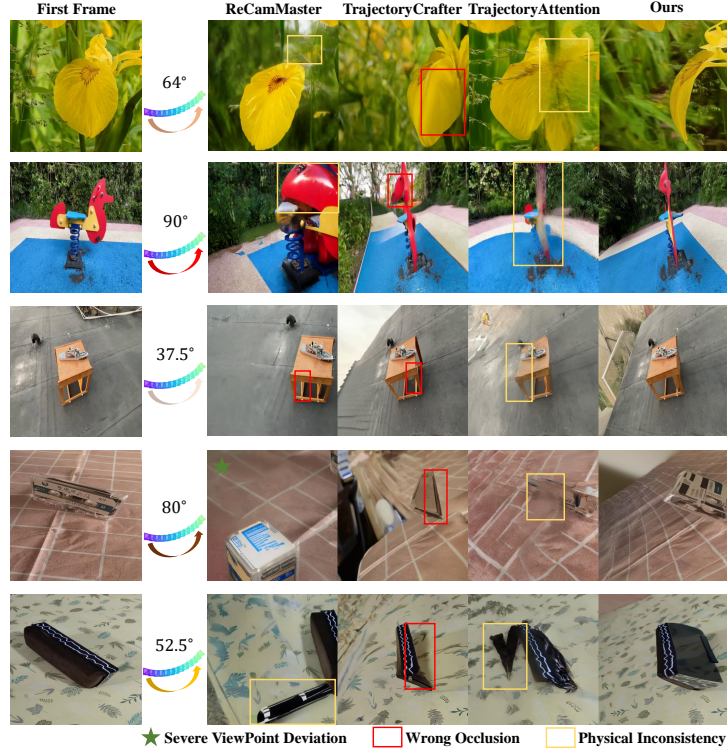 First Frame ReCamMaster TrajectoryCrafter TrajectoryAttention Ours
64°
90°
37.5°
80°
52.5°
Severe ViewPoint Deviation Wrong Occlusion Physical Inconsistency